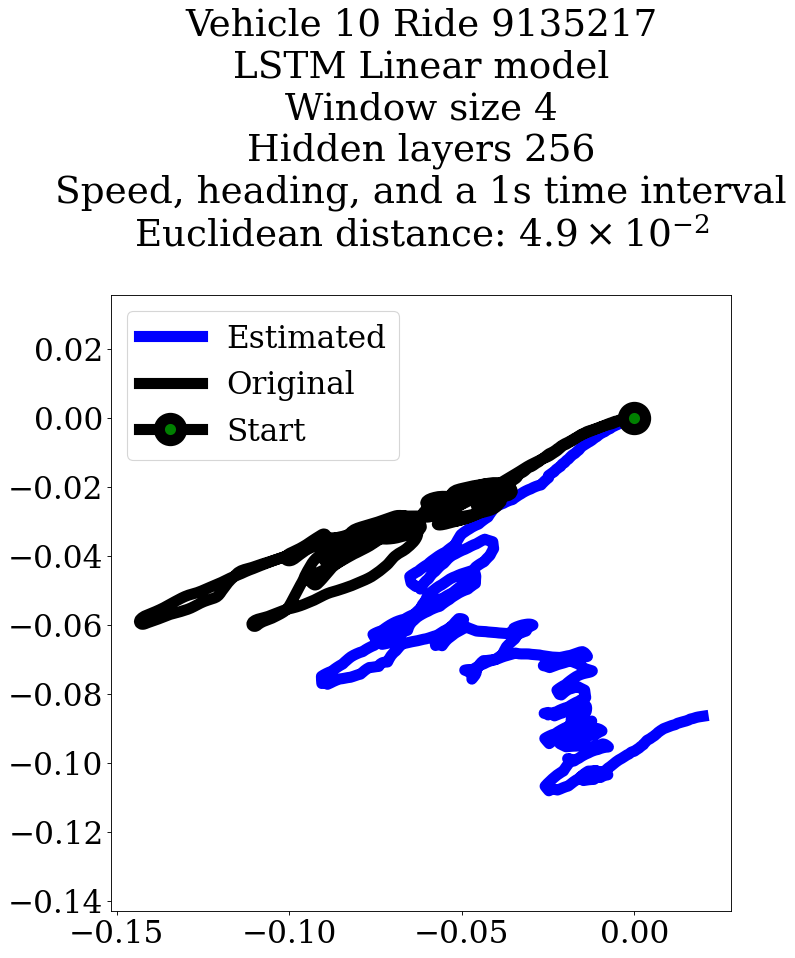 Vehicle 10 Ride 9135217
LSTM Linear model
Window size 4
Hidden layers 256
Speed, heading, and a 1s time interval
Euclidean distance: 4.9 × 10⁻²
Estimated
Original
Start
0.02
0.00
−0.02
−0.04
−0.06
−0.08
−0.10
−0.12
−0.14
−0.15 −0.10 −0.05 0.00